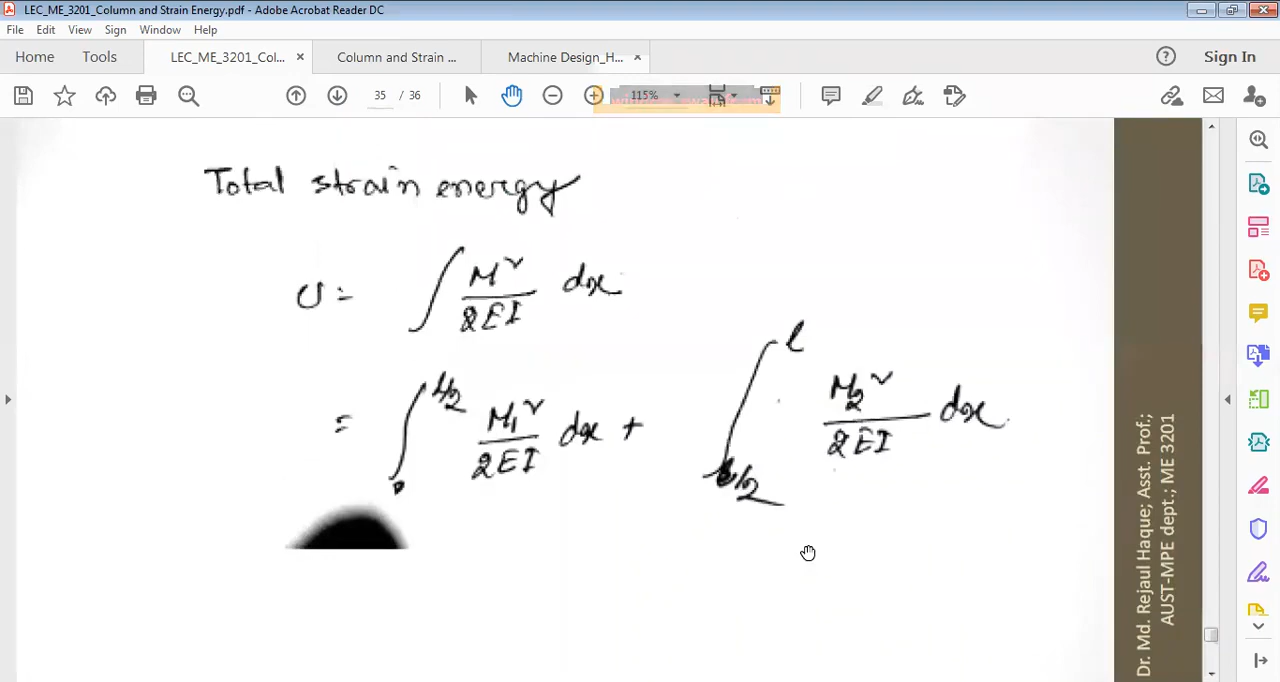 LEC_ME_3201_Column and Strain Energy.pdf - Adobe Acrobat Reader DC
File Edit View Sign Window Help
Home Tools LEC_ME_3201_Col... × Column and Strain ... Machine Design_H... × Sign In
35 / 36 115%
Total strain energy
U = ∫ M² / 2EI dx
= ∫₀^{L/2} M₁² / 2EI dx + ∫_{L/2}^{l} M₂² / 2EI dx
Dr. Md. Rejaul Haque; Asst. Prof.;
AUST-MPE dept.; ME 3201